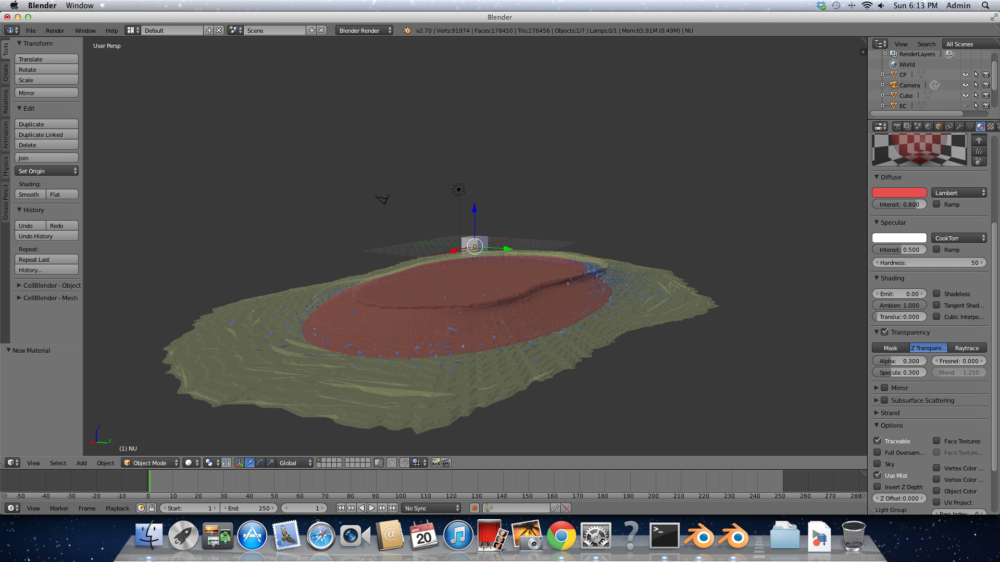 Blender Window Sun 6:13 PM Admin
Blender
File Render Window Help Default Scene Blender Render v2.70 | Verts:91974 | Faces:178450 | Tris:178456 | Objects:1/7 | Lamps:0/1 | Mem:65.91M (0.49M) | NU
Tools
Create
Relations
Animation
Physics
Grease Pencil
Transform
Translate
Rotate
Scale
Mirror
Edit
Duplicate
Duplicate Linked
Delete
Join
Set Origin
Shading:
Smooth Flat
History
Undo Redo
Undo History
Repeat:
Repeat Last
History...
CellBlender - Object
CellBlender - Mesh
New Material
User Persp
z
y
(1) NU
View Search All Scenes
RenderLayers |
World
CP |
Camera |
Cube |
EC |
Diffuse
Lambert
Intensit: 0.800 Ramp
Specular
CookTorr
Intensit: 0.500 Ramp
Hardness: 50
Shading
Emit: 0.00 Shadeless
Ambien: 1.000 Tangent Shad...
Transluc:0.000 Cubic Interpo...
Transparency
Mask Z Transpare... Raytrace
Alpha: 0.300 Fresnel: 0.000
Specula: 0.300 Blend: 1.250
Mirror
Subsurface Scattering
Strand
Options
Traceable Face Textures
Full Oversam... Face Texture...
Sky Vertex Color ...
Use Mist Vertex Color ...
Invert Z Depth Object Color
Z Offset:0.000 UV Project
Light Group: Pass Index: 0
View Select Add Object Object Mode Global
-50 -40 -30 -20 -10 0 10 20 30 40 50 60 70 80 90 100 110 120 130 140 150 160 170 180 190 200 210 220 230 240 250 260 270 280
View Marker Frame Playback Start: 1 End: 250 1 No Sync
APR
20